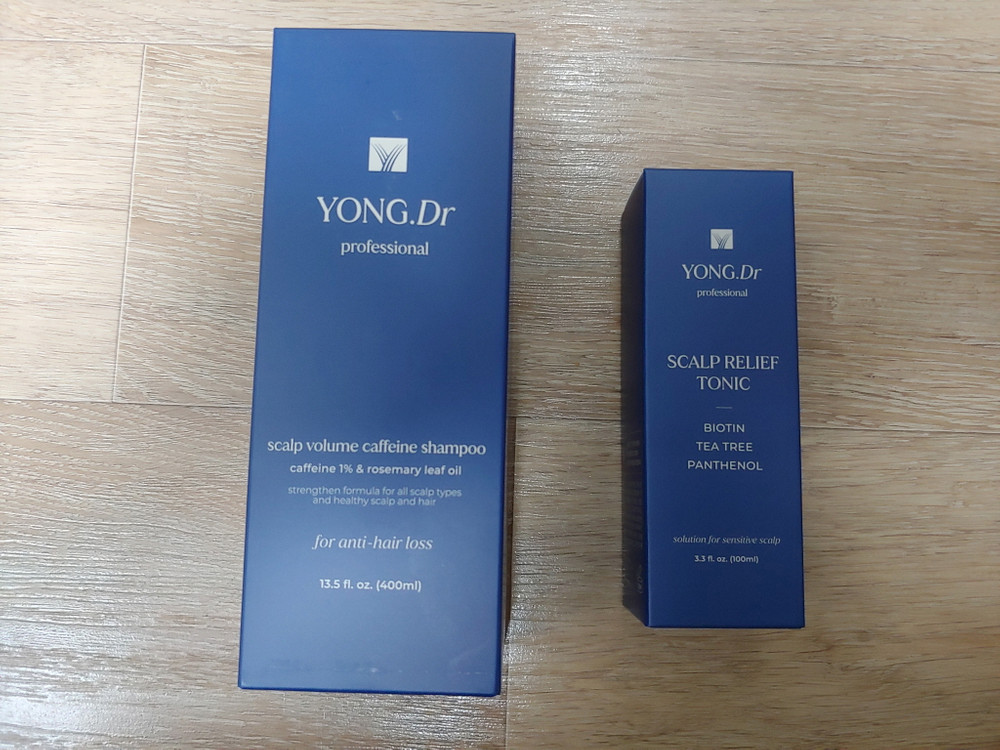 YONG.Dr
professional
scalp volume caffeine shampoo
caffeine 1% & rosemary leaf oil
strengthen formula for all scalp types
and healthy scalp and hair
for anti-hair loss
13.5 fl. oz. (400ml)
YONG.Dr
professional
SCALP RELIEF
TONIC
BIOTIN
TEA TREE
PANTHENOL
solution for sensitive scalp
3.3 fl. oz. (100ml)